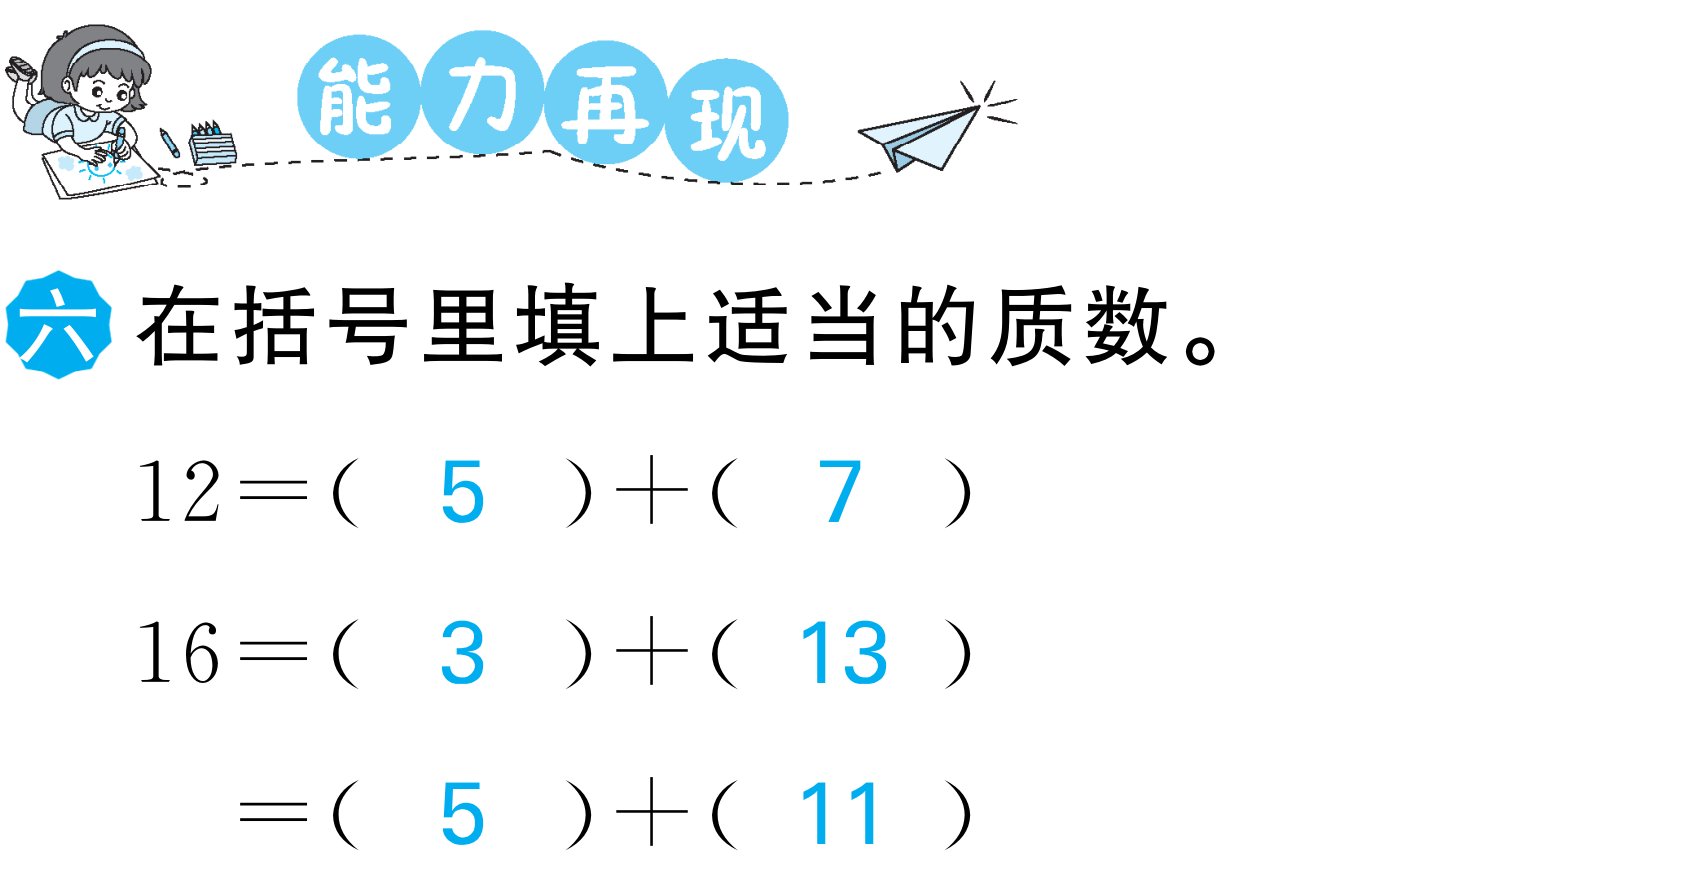 能力再现
六 在括号里填上适当的质数。
12=( 5 )+( 7 )
16=( 3 )+( 13 )
=( 5 )+( 11 )